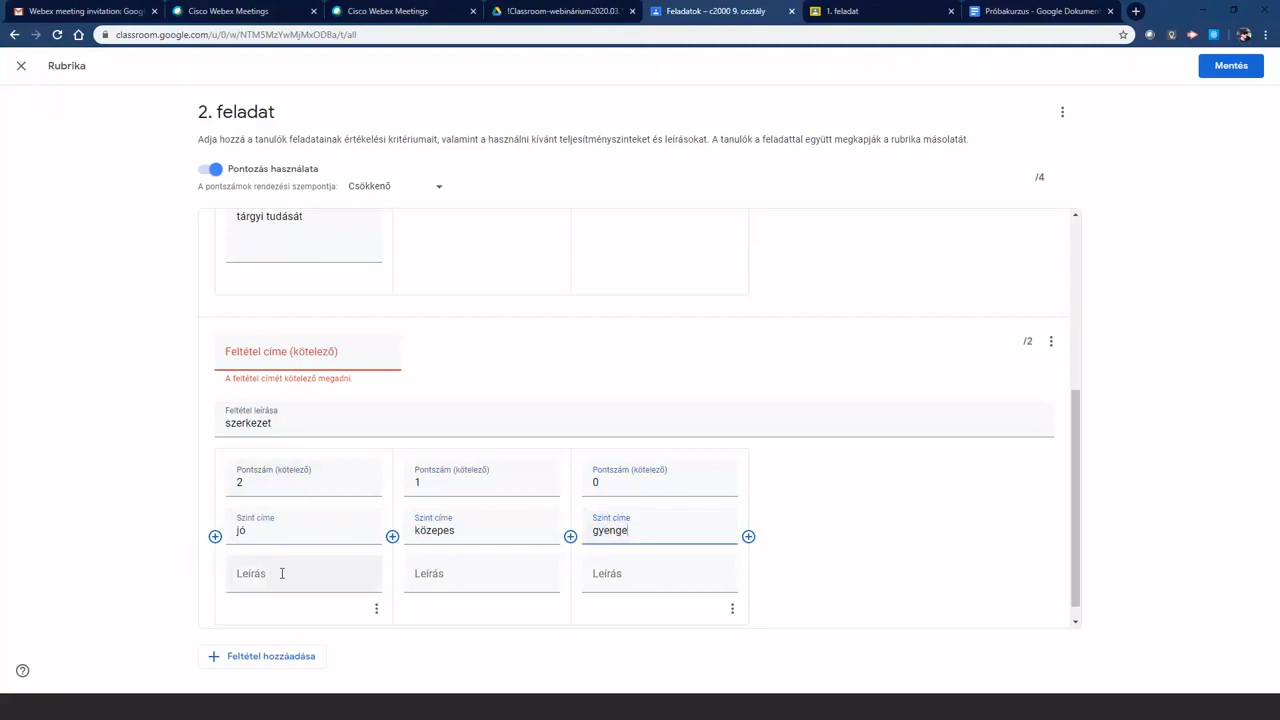 Webex meeting invitation: Goog
Cisco Webex Meetings
Cisco Webex Meetings
!Classroom-webinárium2020.03.
Feladatok – c2000 9. osztály
1. feladat
Próbakurzus - Google Dokument
classroom.google.com/u/0/w/NTM5MzYwMjMxODBa/t/all
Rubrika
Mentés
2. feladat
Adja hozzá a tanulók feladatainak értékelési kritériumait, valamint a használni kívánt teljesítményszinteket és leírásokat. A tanulók a feladattal együtt megkapják a rubrika másolatát.
Pontozás használata
A pontszámok rendezési szempontja: Csökkenő
/4
tárgyi tudását
Feltétel címe (kötelező)
/2
A feltétel címét kötelező megadni.
Feltétel leírása
szerkezet
Pontszám (kötelező) Pontszám (kötelező) Pontszám (kötelező)
2 1 0
Szint címe Szint címe Szint címe
jó közepes gyenge
Leírás Leírás Leírás
Feltétel hozzáadása